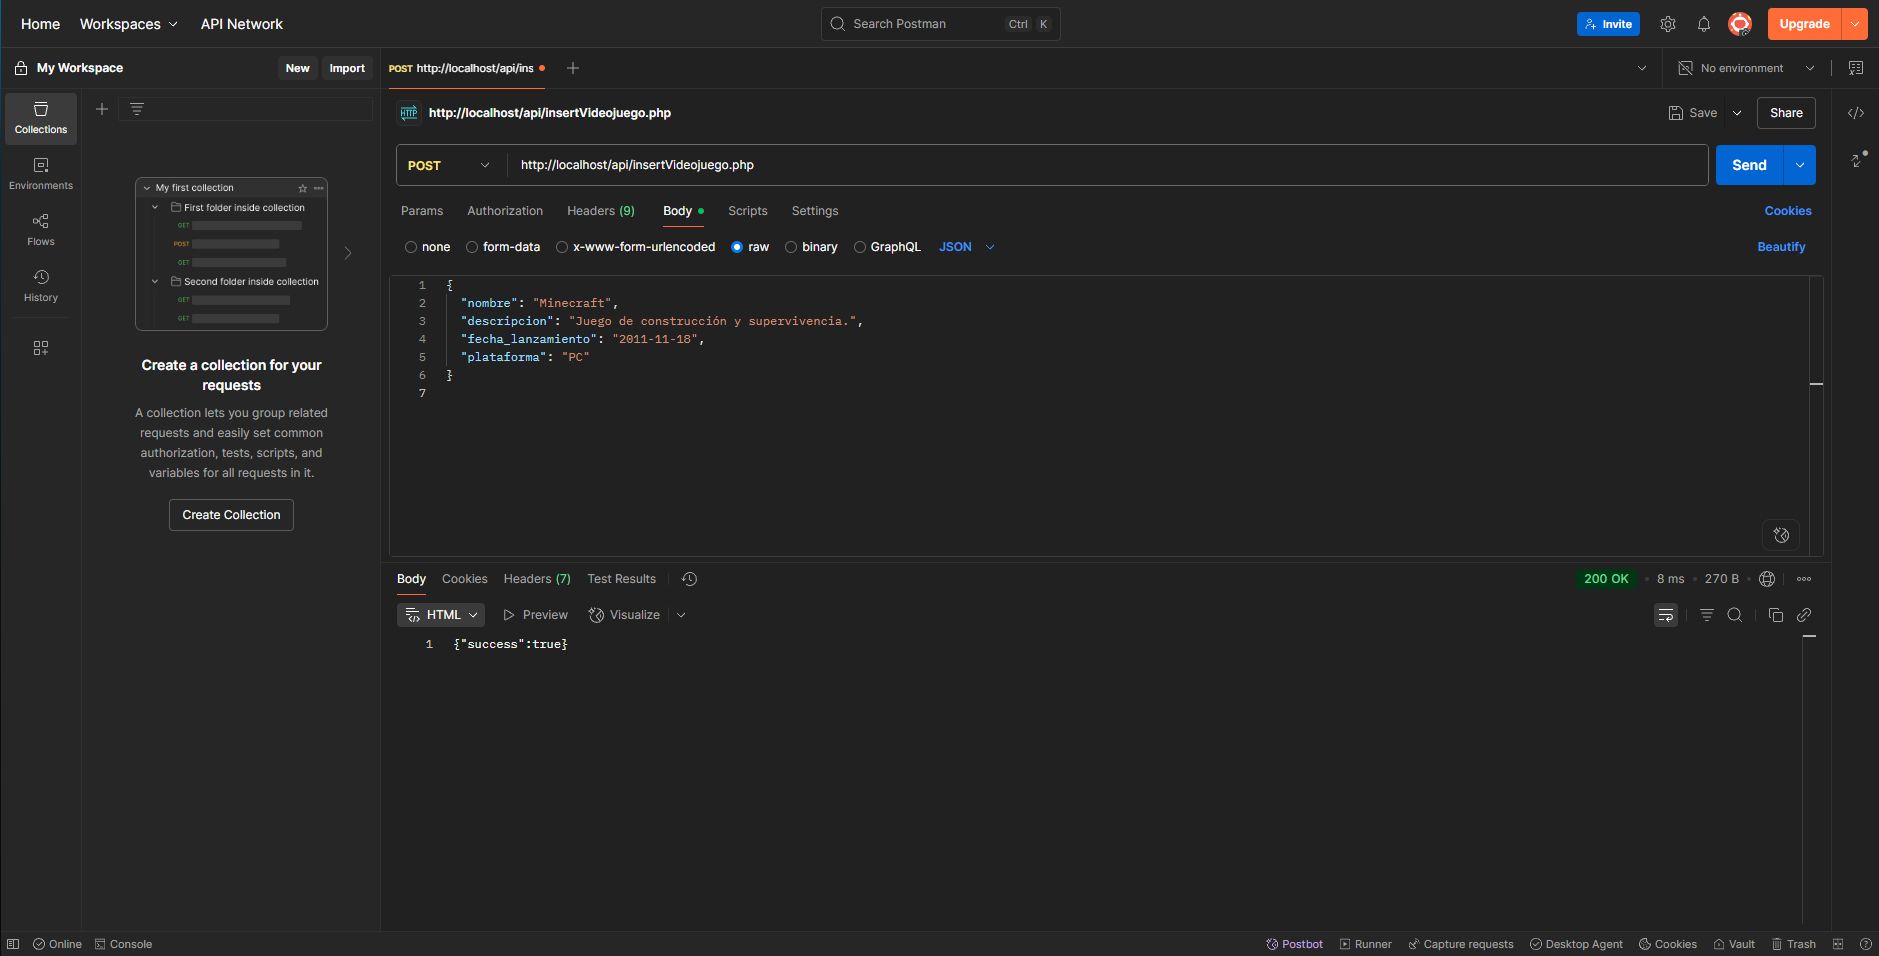 Home Workspaces API Network Search Postman Ctrl K Invite Upgrade
My Workspace New Import POST http://localhost/api/ins No environment
Collections
Environments
Flows
History
My first collection
First folder inside collection
GET
POST
GET
Second folder inside collection
GET
GET
Create a collection for your
requests
A collection lets you group related
requests and easily set common
authorization, tests, scripts, and
variables for all requests in it.
Create Collection
HTTP http://localhost/api/insertVideojuego.php Save Share
POST http://localhost/api/insertVideojuego.php Send
Params Authorization Headers (9) Body Scripts Settings Cookies
none form-data x-www-form-urlencoded raw binary GraphQL JSON Beautify
1 {
2 "nombre": "Minecraft",
3 "descripcion": "Juego de construcción y supervivencia.",
4 "fecha_lanzamiento": "2011-11-18",
5 "plataforma": "PC"
6 }
7
Body Cookies Headers (7) Test Results 200 OK 8 ms 270 B
HTML Preview Visualize
1 {"success":true}
Online Console Postbot Runner Capture requests Desktop Agent Cookies Vault Trash